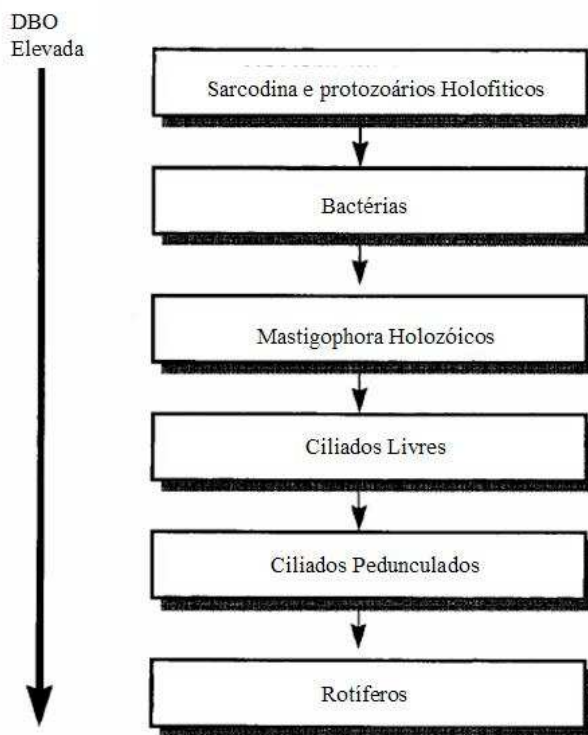 DBO
Elevada
Sarcodina e protozoários Holofíticos
Bactérias
Mastigophora Holozóicos
Ciliados Livres
Ciliados Pedunculados
Rotíferos